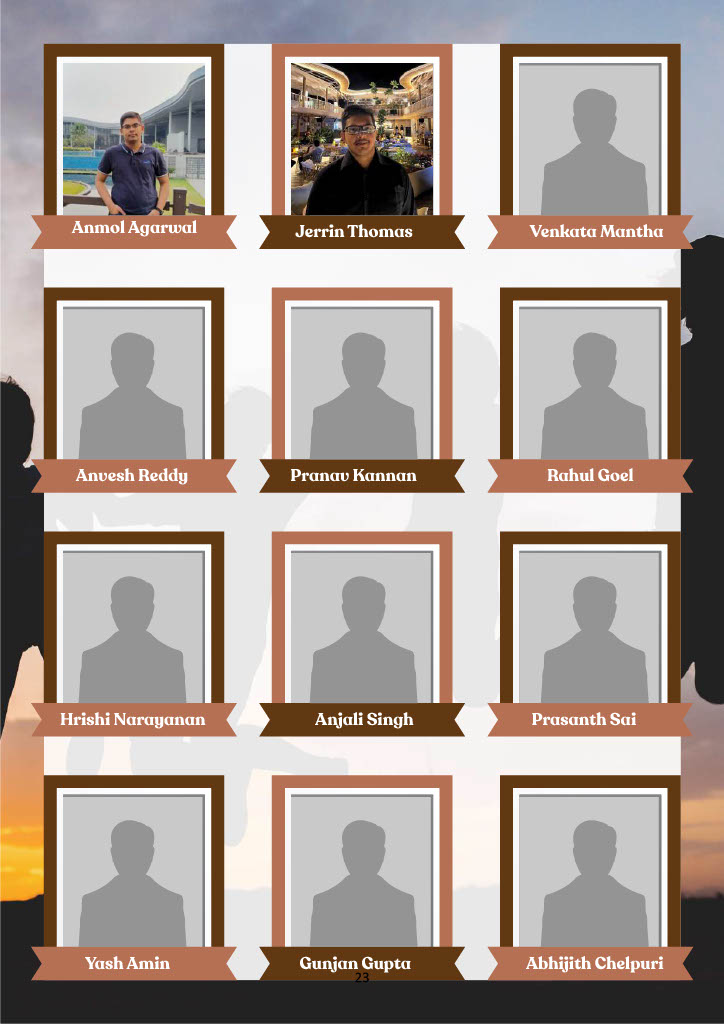 Anmol Agarwal
Jerrin Thomas
Venkata Mantha
Anvesh Reddy
Pranav Kannan
Rahul Goel
Hrishi Narayanan
Anjali Singh
Prasanth Sai
Yash Amin
Gunjan Gupta
Abhijith Chelpuri
23